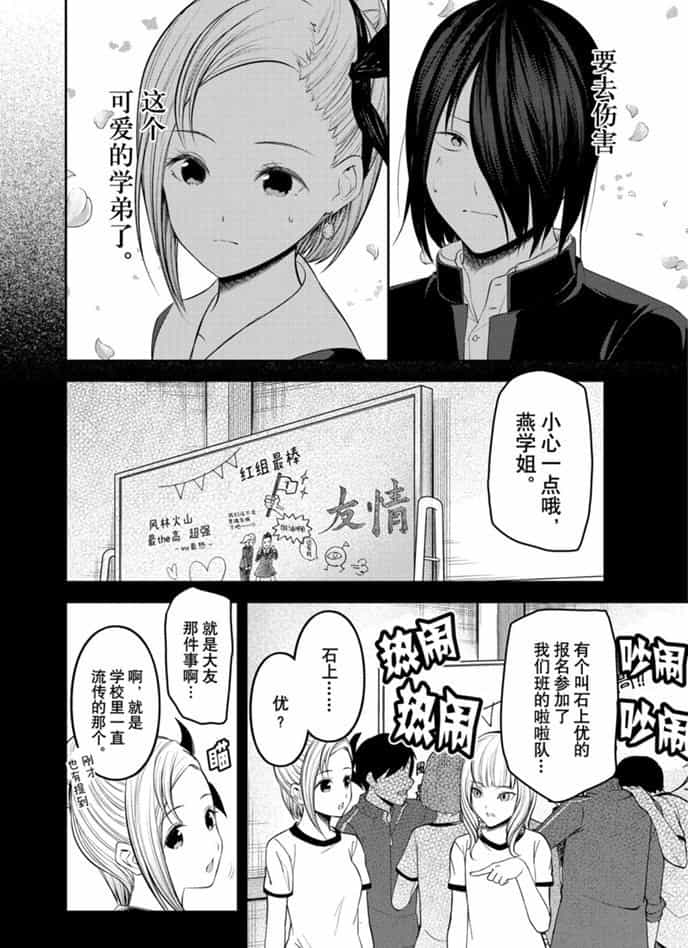 要去伤害
这个
可爱的学弟了。
小心一点哦，
燕学姐。
红组最棒
友情
风林火山
最the高 超强
加油啊
有个叫石上优的
报名参加了
我们班的啦啦队…
吵闹
吵闹
热闹
热闹
石上……
优？
就是大友
那件事啊…
啊，就是
学校里一直
流传的那个。
刚才
也有提到
瞄